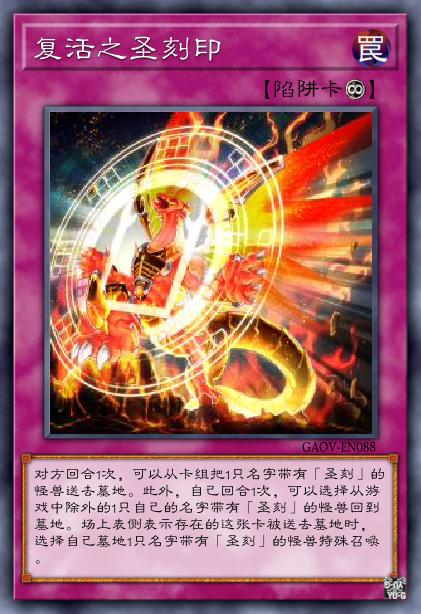 复活之圣刻印
罠
【陷阱卡♾】
GAOV-EN088
对方回合1次，可以从卡组把1只名字带有「圣刻」的
怪兽送去墓地。此外，自己回合1次，可以选择从游
戏中除外的1只自己的名字带有「圣刻」的怪兽回到
墓地。场上表侧表示存在的这张卡被送去墓地时，
选择自己墓地1只名字带有「圣刻」的怪兽特殊召唤
。